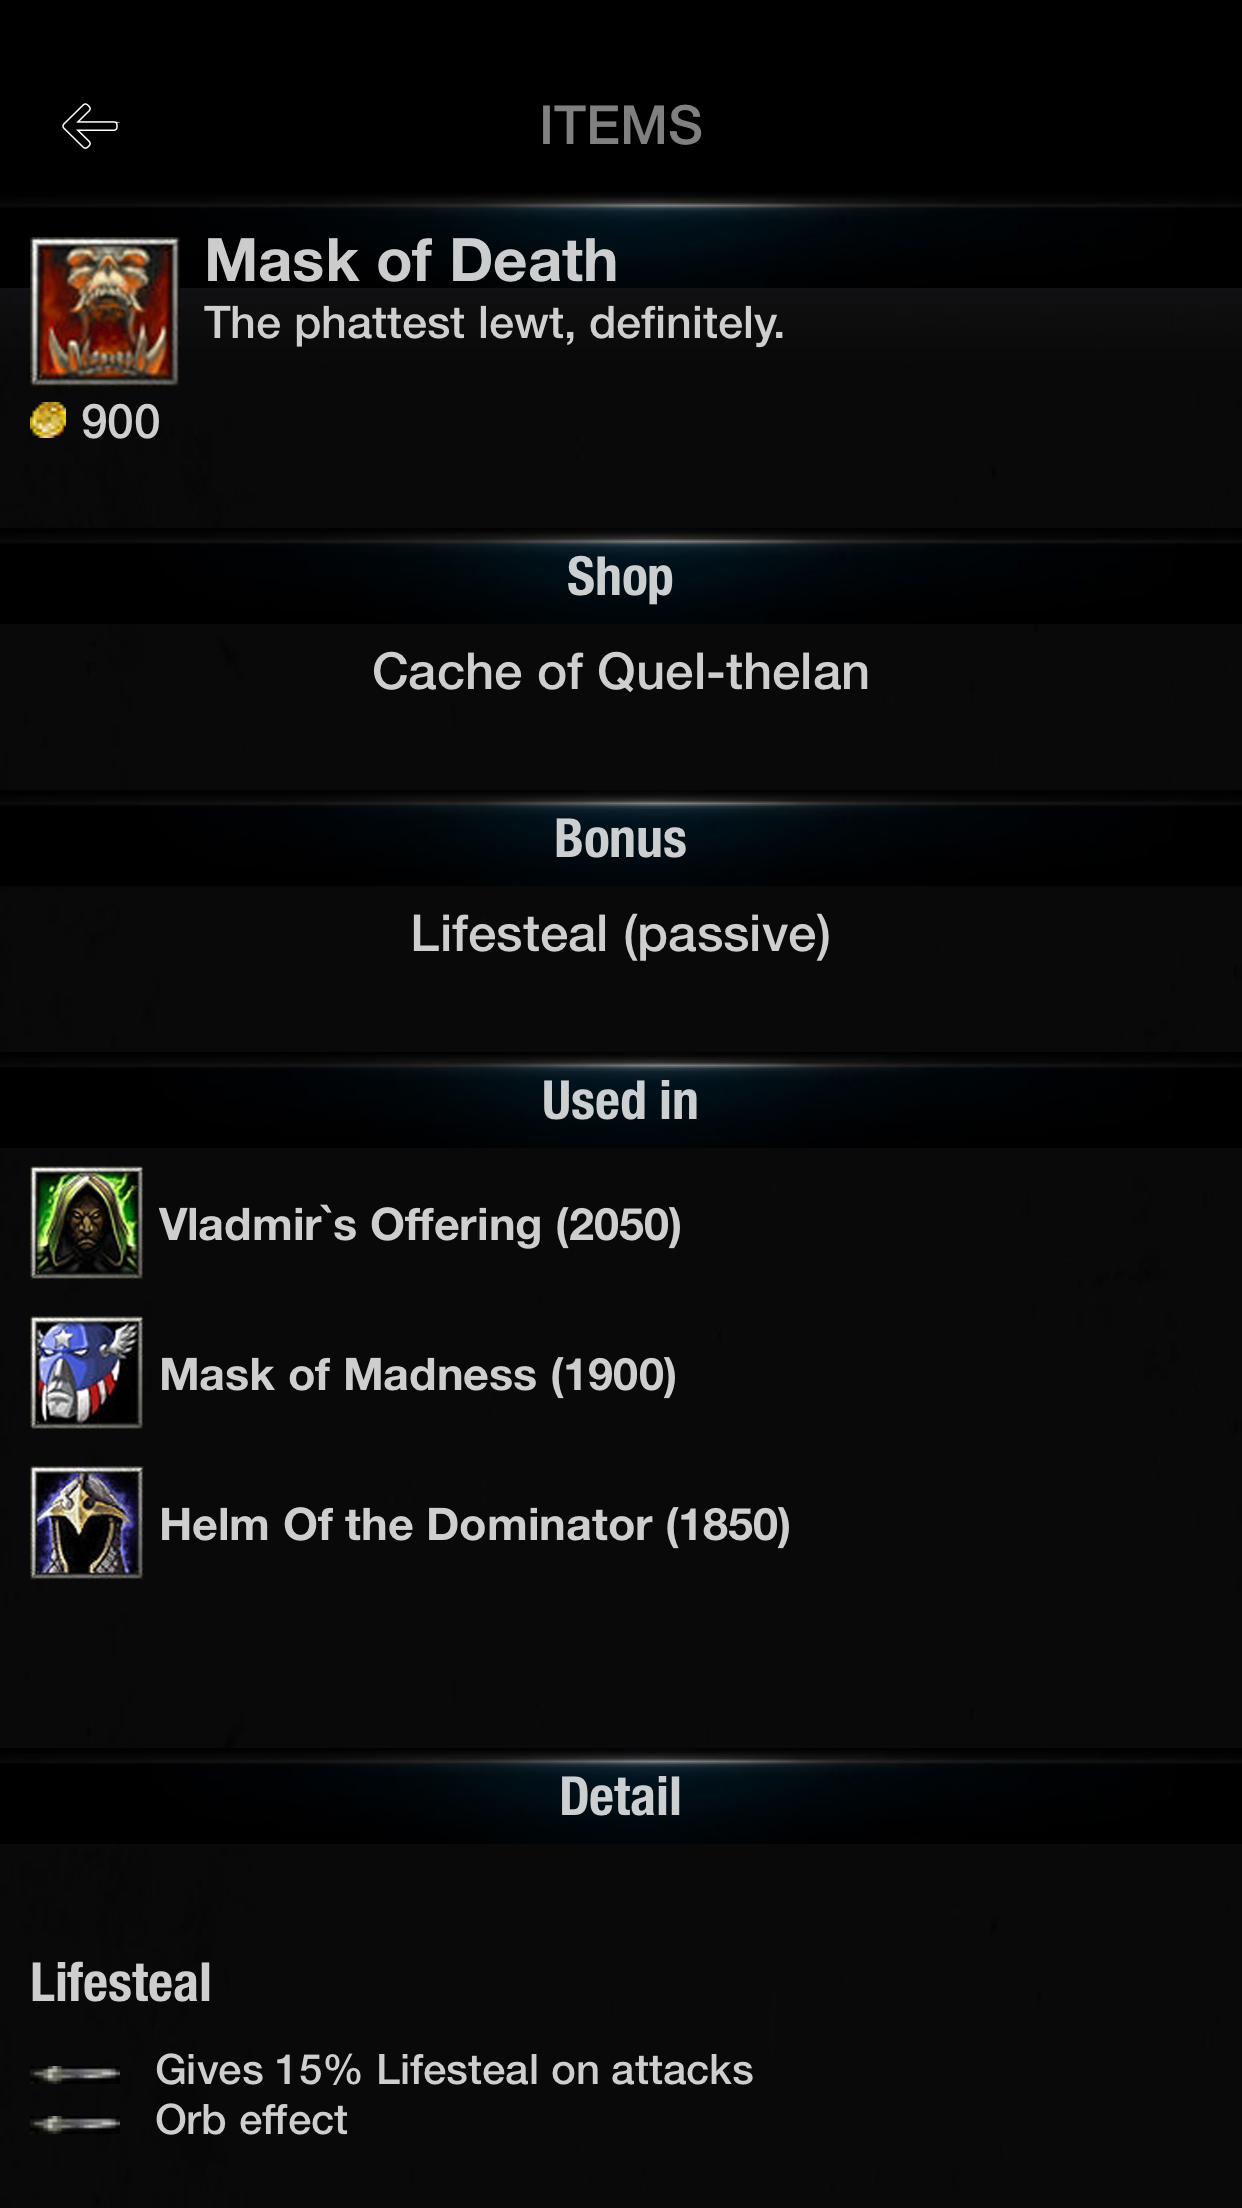 ITEMS
Mask of Death
The phattest lewt, definitely.
900
Shop
Cache of Quel-thelan
Bonus
Lifesteal (passive)
Used in
Vladmir`s Offering (2050)
Mask of Madness (1900)
Helm Of the Dominator (1850)
Detail
Lifesteal
Gives 15% Lifesteal on attacks
Orb effect